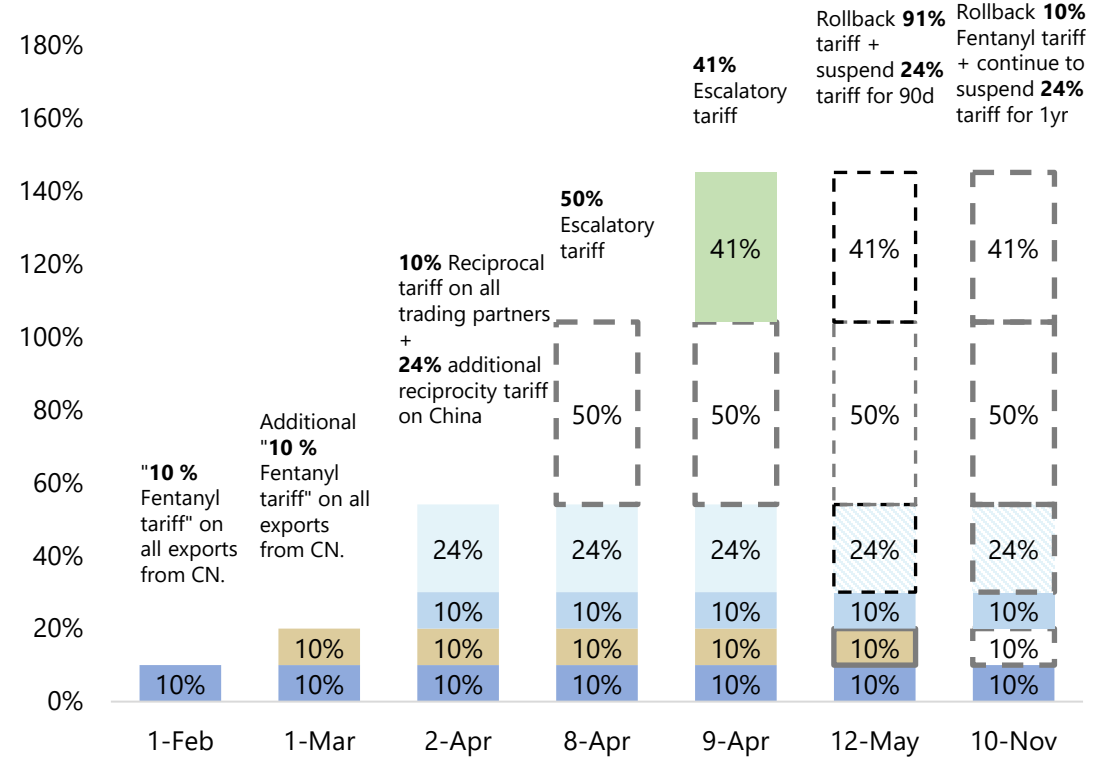 180%
160%
140%
120%
100%
80%
60%
40%
20%
0%
"10 %
Fentanyl
tariff" on
all exports
from CN.
Additional
"10 %
Fentanyl
tariff" on all
exports
from CN.
10% Reciprocal
tariff on all
trading partners
+
24% additional
reciprocity tariff
on China
50%
Escalatory
tariff
41%
Escalatory
tariff
Rollback 91%
tariff +
suspend 24%
tariff for 90d
Rollback 10%
Fentanyl tariff
+ continue to
suspend 24%
tariff for 1yr
41% 41% 41%
50% 50% 50% 50%
24% 24% 24% 24% 24%
10% 10% 10% 10% 10%
10% 10% 10% 10% 10% 10%
10% 10% 10% 10% 10% 10% 10%
1-Feb 1-Mar 2-Apr 8-Apr 9-Apr 12-May 10-Nov